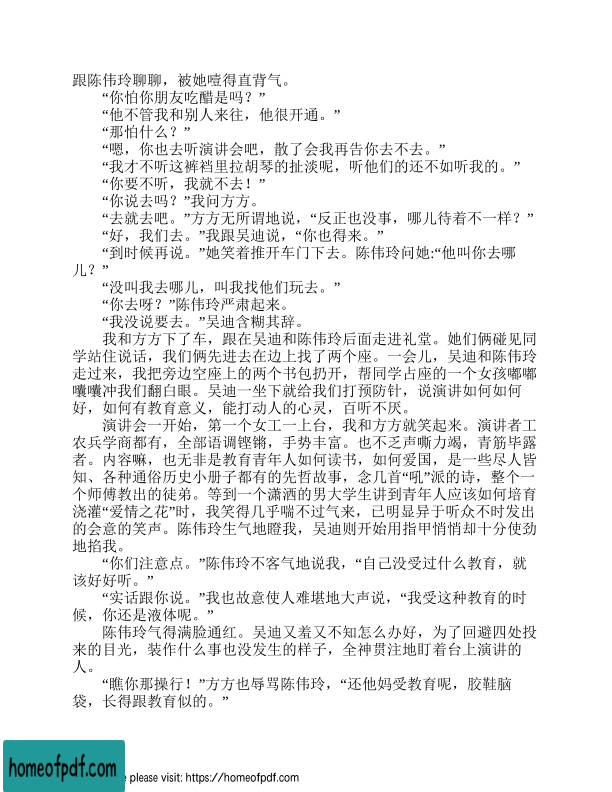 跟陈伟玲聊聊，被她噎得直背气。
“你怕你朋友吃醋是吗？”
“他不管我和别人来往，他很开通。”
“那怕什么？”
“嗯，你也去听演讲会吧，散了会我再告你去不去。”
“我才不听这裤裆里拉胡琴的扯淡呢，听他们的还不如听我的。”
“你要不听，我就不去！”
“你说去吗？”我问方方。
“去就去吧。”方方无所谓地说，“反正也没事，哪儿待着不一样？”
“好，我们去。”我跟吴迪说，“你也得来。”
“到时候再说。”她笑着推开车门下去。陈伟玲问她:“他叫你去哪
儿？”
“没叫我去哪儿，叫我找他们玩去。”
“你去呀？”陈伟玲严肃起来。
“我没说要去。”吴迪含糊其辞。
我和方方下了车，跟在吴迪和陈伟玲后面走进礼堂。她们俩碰见同
学站住说话，我们俩先进去在边上找了两个座。一会儿，吴迪和陈伟玲
走过来，我把旁边空座上的两个书包扔开，帮同学占座的一个女孩嘟嘟
囔囔冲我们翻白眼。吴迪一坐下就给我们打预防针，说演讲如何如何
好，如何有教育意义，能打动人的心灵，百听不厌。
演讲会一开始，第一个女工一上台，我和方方就笑起来。演讲者工
农兵学商都有，全部语调铿锵，手势丰富。也不乏声嘶力竭，青筋毕露
者。内容嘛，也无非是教育青年人如何读书，如何爱国，是一些尽人皆
知、各种通俗历史小册子都有的先哲故事，念几首“吼”派的诗，整个一
个师傅教出的徒弟。等到一个潇洒的男大学生讲到青年人应该如何培育
浇灌“爱情之花”时，我笑得几乎喘不过气来，已明显异于听众不时发出
的会意的笑声。陈伟玲生气地瞪我，吴迪则开始用指甲悄悄却十分使劲
地掐我。
“你们注意点。”陈伟玲不客气地说我，“自己没受过什么教育，就
该好好听。”
“实话跟你说。”我也故意使人难堪地大声说，“我受这种教育的时
候，你还是液体呢。”
陈伟玲气得满脸通红。吴迪又羞又不知怎么办好，为了回避四处投
来的目光，装作什么事也没发生的样子，全神贯注地盯着台上演讲的
人。
“瞧你那操行！”方方也辱骂陈伟玲，“还他妈受教育呢，胶鞋脑
袋，长得跟教育似的。”
homeofpdf.com
e please visit: https://homeofpdf.com